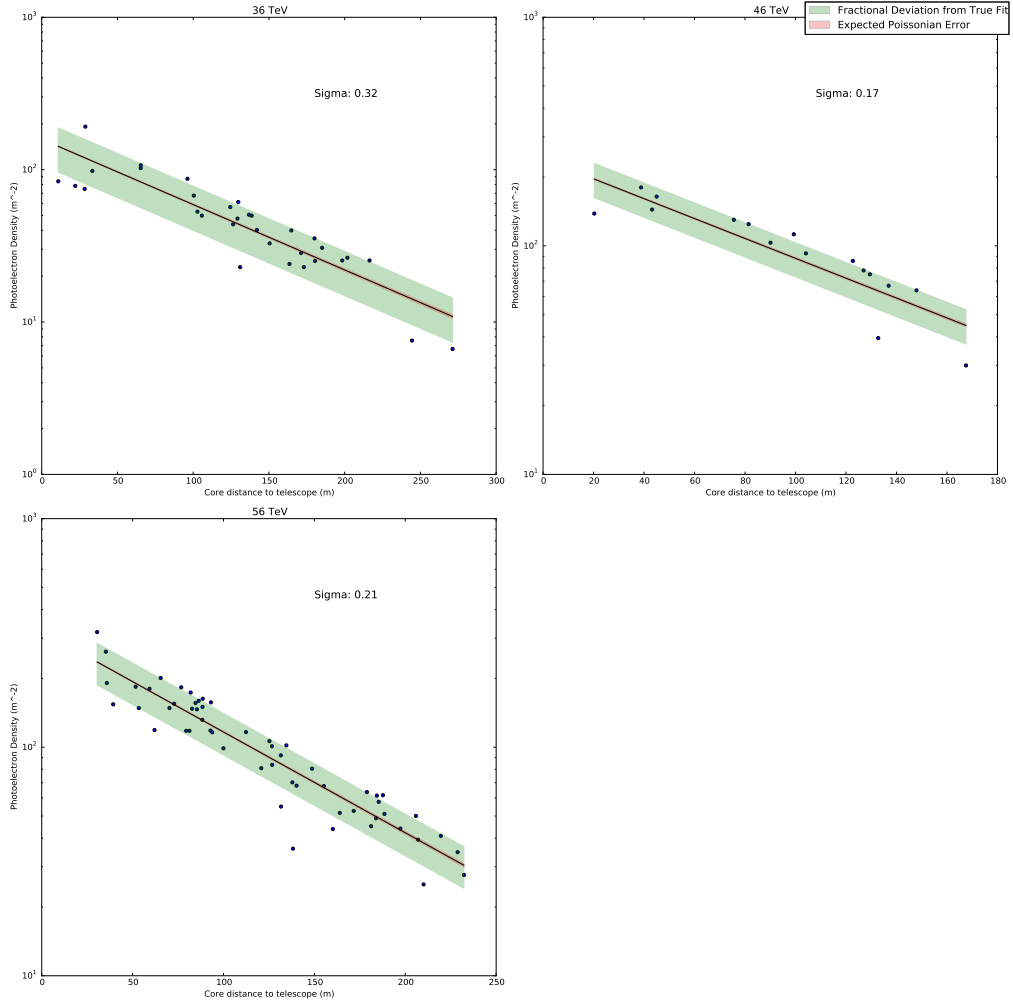 36 TeV
Sigma: 0.32
Photoelectron Density (m^-2)
10^3
10^2
10^1
10^0
0 50 100 150 200 250 300
Core distance to telescope (m)
46 TeV
Fractional Deviation from True Fit
Expected Poissonian Error
Sigma: 0.17
Photoelectron Density (m^-2)
10^3
10^2
10^1
0 20 40 60 80 100 120 140 160 180
Core distance to telescope (m)
56 TeV
Sigma: 0.21
Photoelectron Density (m^-2)
10^3
10^2
10^1
0 50 100 150 200 250
Core distance to telescope (m)